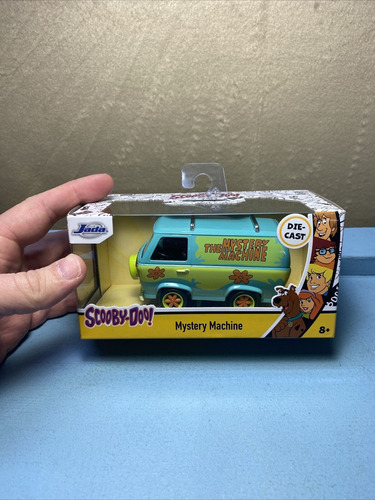 Jada
DIE-
CAST
THE MYSTERY
MACHINE
SCOOBY-DOO!
Mystery Machine
8+